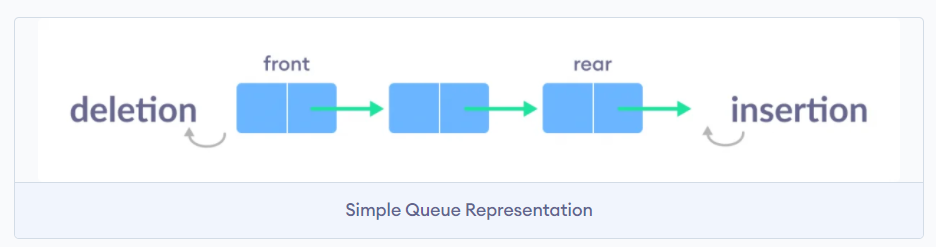 front rear
deletion insertion
Simple Queue Representation